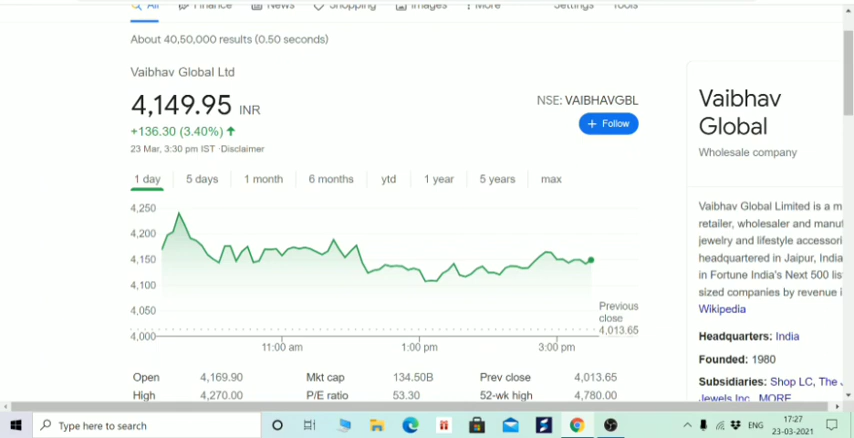 All Finance News Shopping Images More Settings Tools
About 40,50,000 results (0.50 seconds)
Vaibhav Global Ltd
4,149.95 INR
+136.30 (3.40%)
23 Mar, 3:30 pm IST · Disclaimer
NSE: VAIBHAVGBL
+ Follow
1 day 5 days 1 month 6 months ytd 1 year 5 years max
4,250
4,200
4,150
4,100
4,050
4,000
Previous
close
4,013.65
11:00 am 1:00 pm 3:00 pm
Open 4,169.90 Mkt cap 134.50B Prev close 4,013.65
High 4,270.00 P/E ratio 53.30 52-wk high 4,780.00
Vaibhav
Global
Wholesale company
Vaibhav Global Limited is a m
retailer, wholesaler and manuf
jewelry and lifestyle accessori
headquartered in Jaipur, India
in Fortune India's Next 500 lis
sized companies by revenue i
Wikipedia
Headquarters: India
Founded: 1980
Subsidiaries: Shop LC, The J
Jewels Inc., MORE
Type here to search
ENG
17:27
23-03-2021